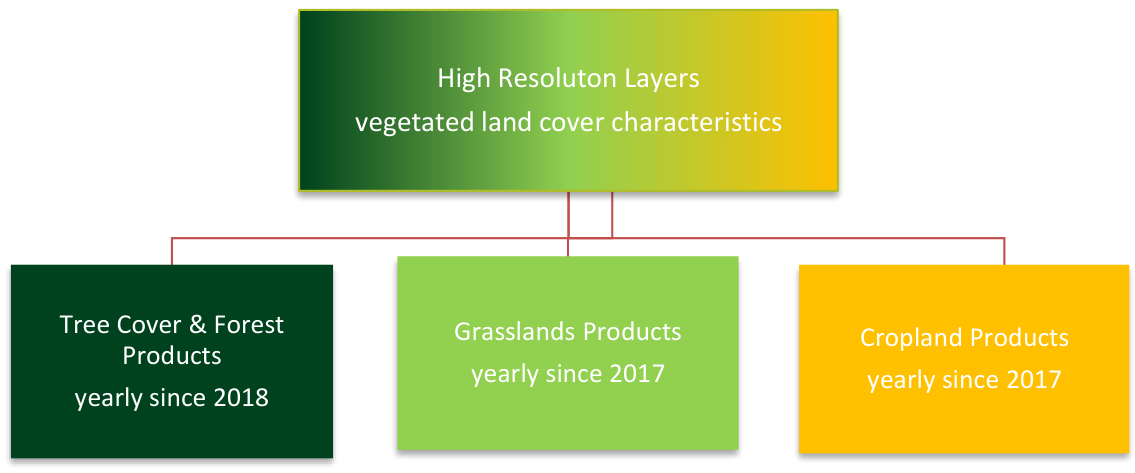 High Resoluton Layers
vegetated land cover characteristics
Tree Cover & Forest
Products
yearly since 2018
Grasslands Products
yearly since 2017
Cropland Products
yearly since 2017